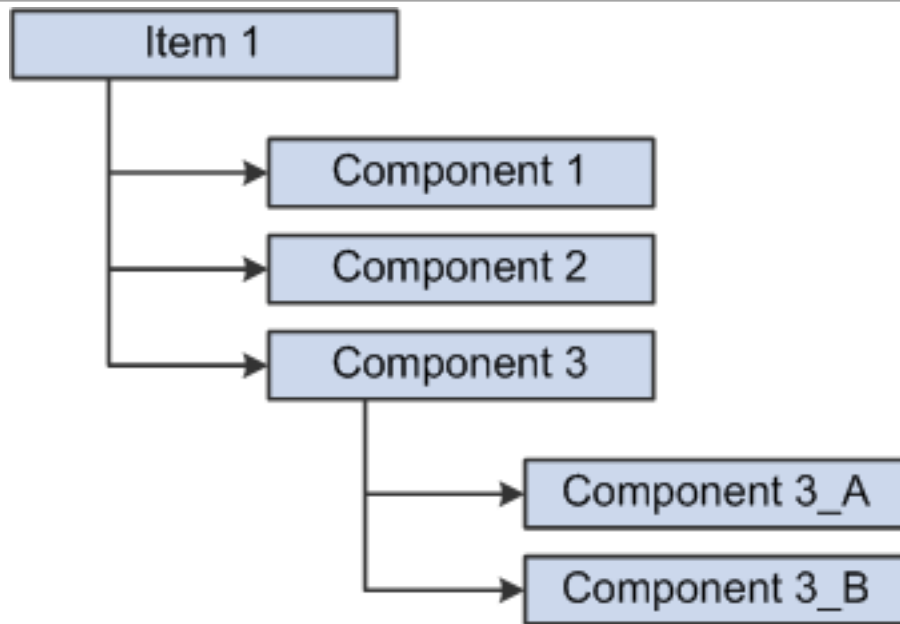 Item 1
Component 1
Component 2
Component 3
Component 3_A
Component 3_B